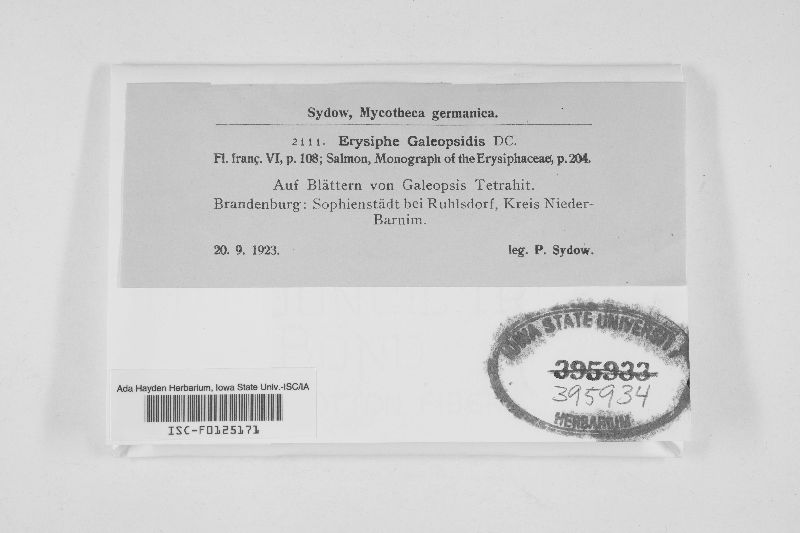 Sydow, Mycotheca germanica.
2111. Erysiphe Galeopsidis DC.
Fl. franç. VI, p. 108; Salmon, Monograph of the Erysiphaceae, p. 204.
Auf Blättern von Galeopsis Tetrahit.
Brandenburg: Sophienstädt bei Ruhlsdorf, Kreis Nieder-
Barnim.
20. 9. 1923. leg. P. Sydow.
IOWA STATE UNIVERSITY
395933
395934
HERBARIUM
Ada Hayden Herbarium, Iowa State Univ.-ISC/IA
ISC-F0125171